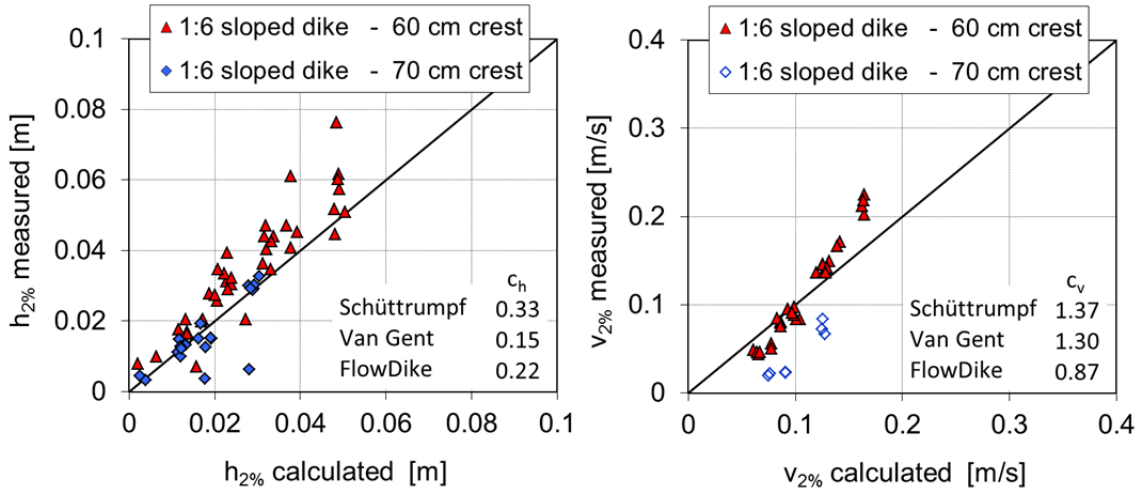 1:6 sloped dike - 60 cm crest
1:6 sloped dike - 70 cm crest
h2% measured [m]
0.1
0.08
0.06
0.04
0.02
0
ch
Schüttrumpf 0.33
Van Gent 0.15
FlowDike 0.22
0 0.02 0.04 0.06 0.08 0.1
h2% calculated [m]
1:6 sloped dike - 60 cm crest
1:6 sloped dike - 70 cm crest
v2% measured [m/s]
0.4
0.3
0.2
0.1
0
cv
Schüttrumpf 1.37
Van Gent 1.30
FlowDike 0.87
0 0.1 0.2 0.3 0.4
v2% calculated [m/s]